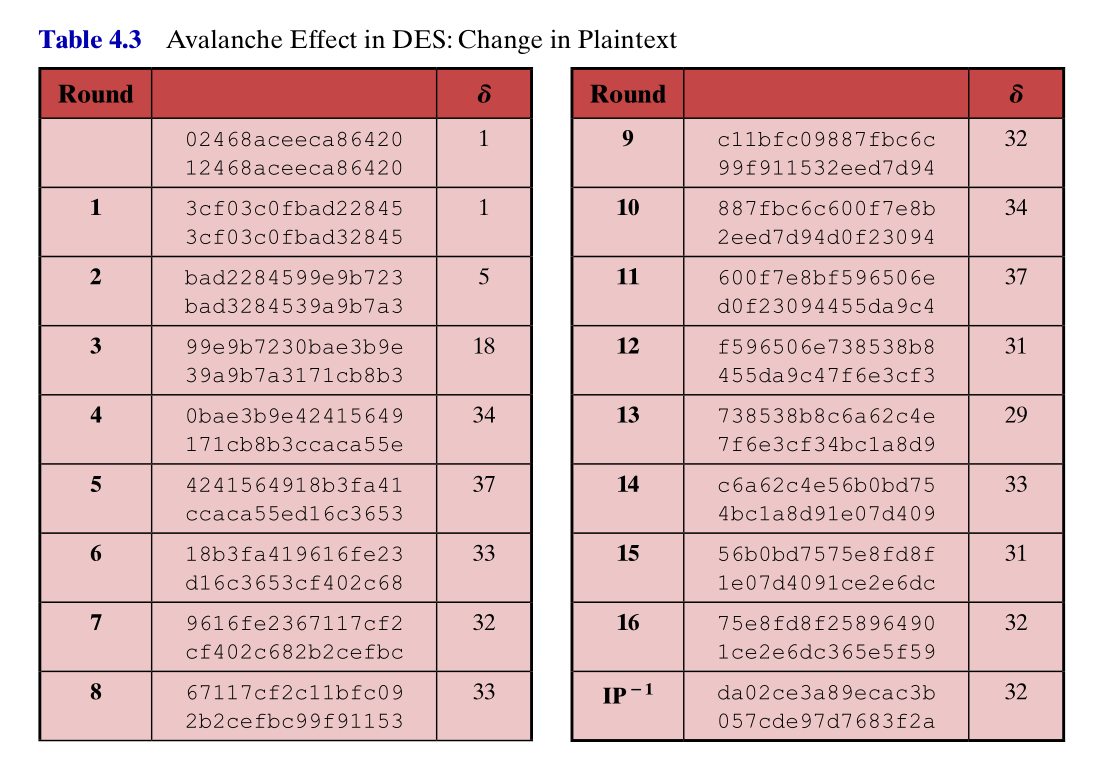 Table 4.3 Avalanche Effect in DES: Change in Plaintext
Round δ
02468aceeca86420 1
12468aceeca86420
1 3cf03c0fbad22845 1
3cf03c0fbad32845
2 bad2284599e9b723 5
bad3284539a9b7a3
3 99e9b7230bae3b9e 18
39a9b7a3171cb8b3
4 0bae3b9e42415649 34
171cb8b3ccaca55e
5 4241564918b3fa41 37
ccaca55ed16c3653
6 18b3fa419616fe23 33
d16c3653cf402c68
7 9616fe2367117cf2 32
cf402c682b2cefbc
8 67117cf2c11bfc09 33
2b2cefbc99f91153
Round δ
9 c11bfc09887fbc6c 32
99f911532eed7d94
10 887fbc6c600f7e8b 34
2eed7d94d0f23094
11 600f7e8bf596506e 37
d0f23094455da9c4
12 f596506e738538b8 31
455da9c47f6e3cf3
13 738538b8c6a62c4e 29
7f6e3cf34bc1a8d9
14 c6a62c4e56b0bd75 33
4bc1a8d91e07d409
15 56b0bd7575e8fd8f 31
1e07d4091ce2e6dc
16 75e8fd8f25896490 32
1ce2e6dc365e5f59
IP⁻¹ da02ce3a89ecac3b 32
057cde97d7683f2a